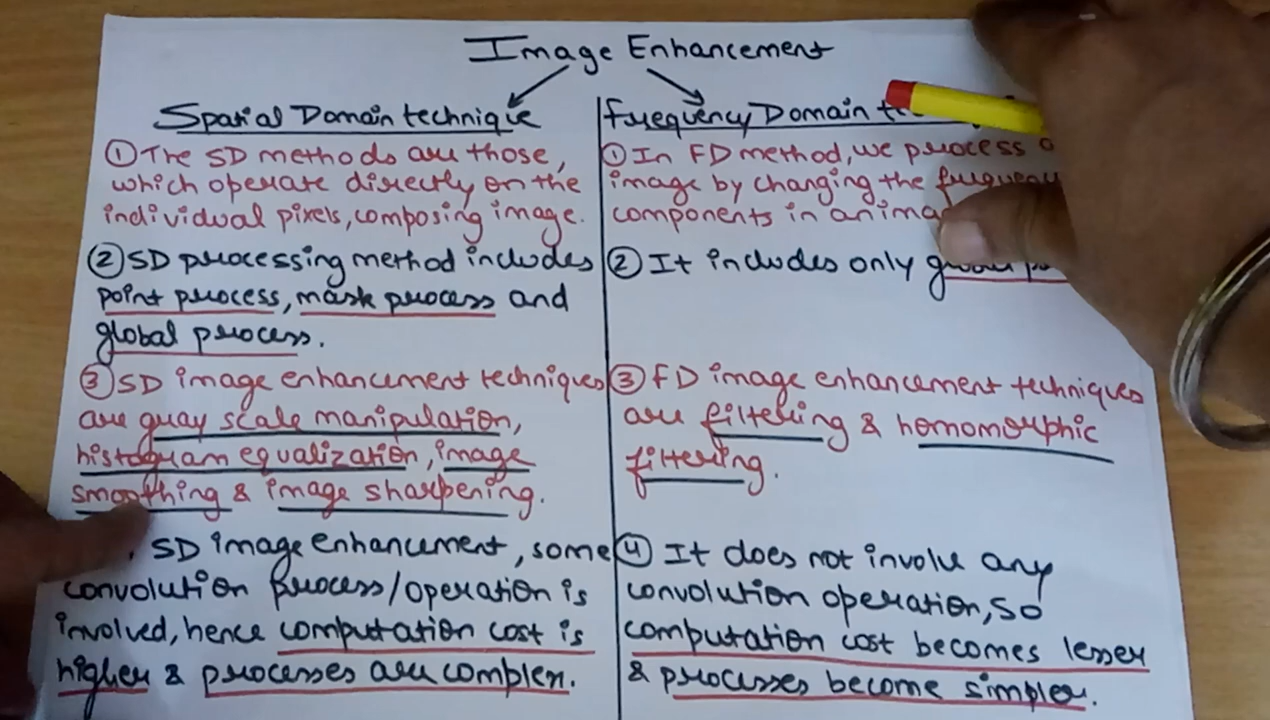 Image Enhancement
Spatial Domain technique
① The SD methods are those,
which operate directly on the
individual pixels, composing image.
② SD processing method includes
point process, mask process and
global process.
③ SD image enhancement techniques
are gray scale manipulation,
histogram equalization, image
smoothing & image sharpening.
SD image enhancement, some
convolution process/operation is
involved, hence computation cost is
higher & processes are complex.
Frequency Domain
① In FD method, we process
image by changing the
components in an
② It includes only
③ FD image enhancement techniques
are filtering & homomorphic
filtering.
④ It does not involve any
convolution operation, so
computation cost becomes lesser
& processes become simpler.